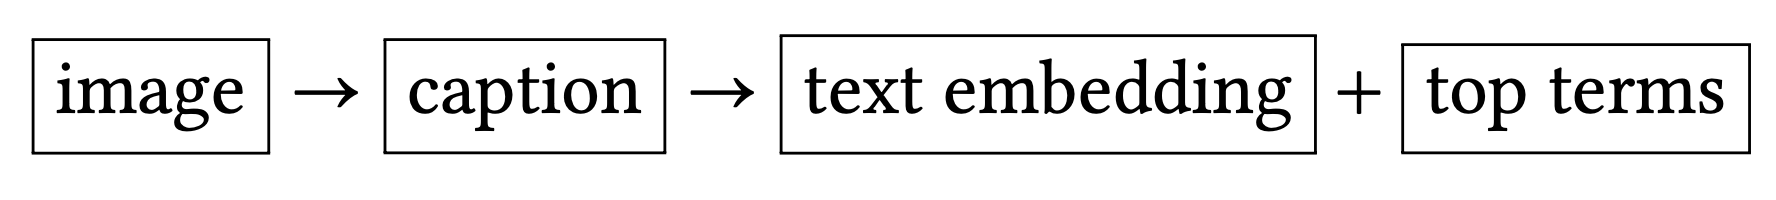 image → caption → text embedding + top terms